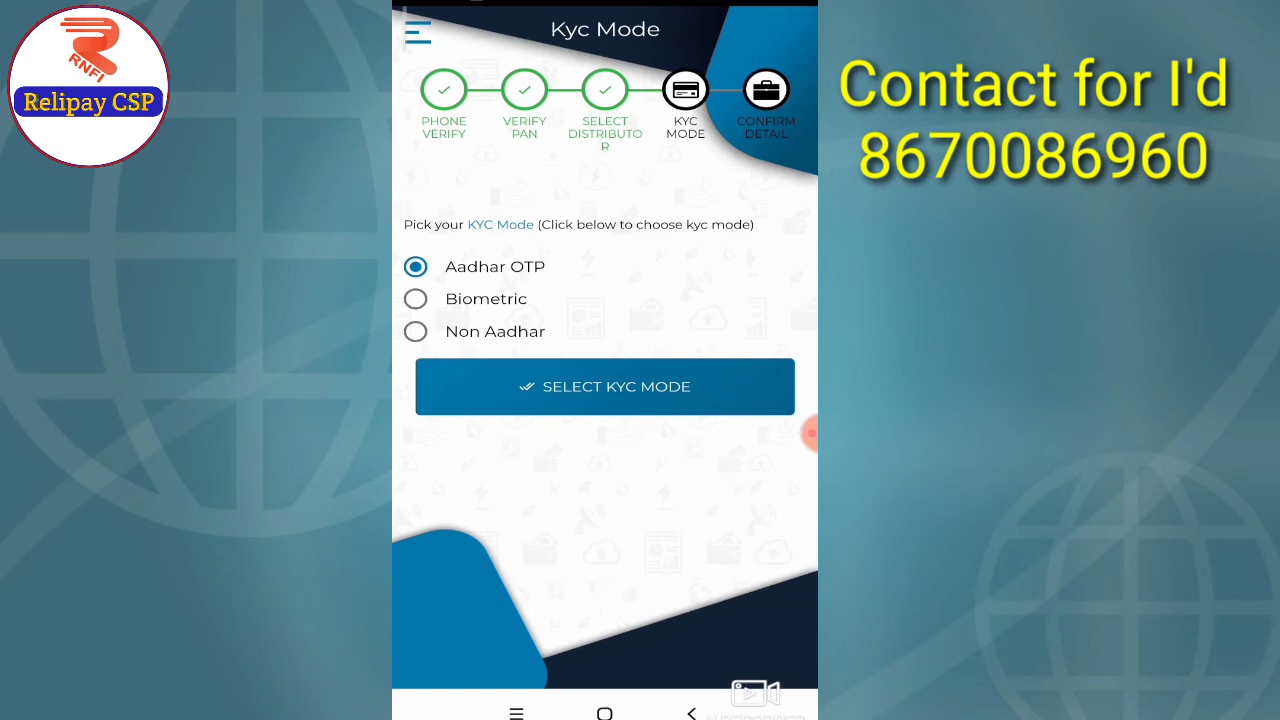 RNFI
Relipay CSP
Kyc Mode
PHONE
VERIFY
VERIFY
PAN
SELECT
DISTRIBUTO
R
KYC
MODE
CONFIRM
DETAIL
Pick your KYC Mode (Click below to choose kyc mode)
Aadhar OTP
Biometric
Non Aadhar
SELECT KYC MODE
Contact for I'd
8670086960